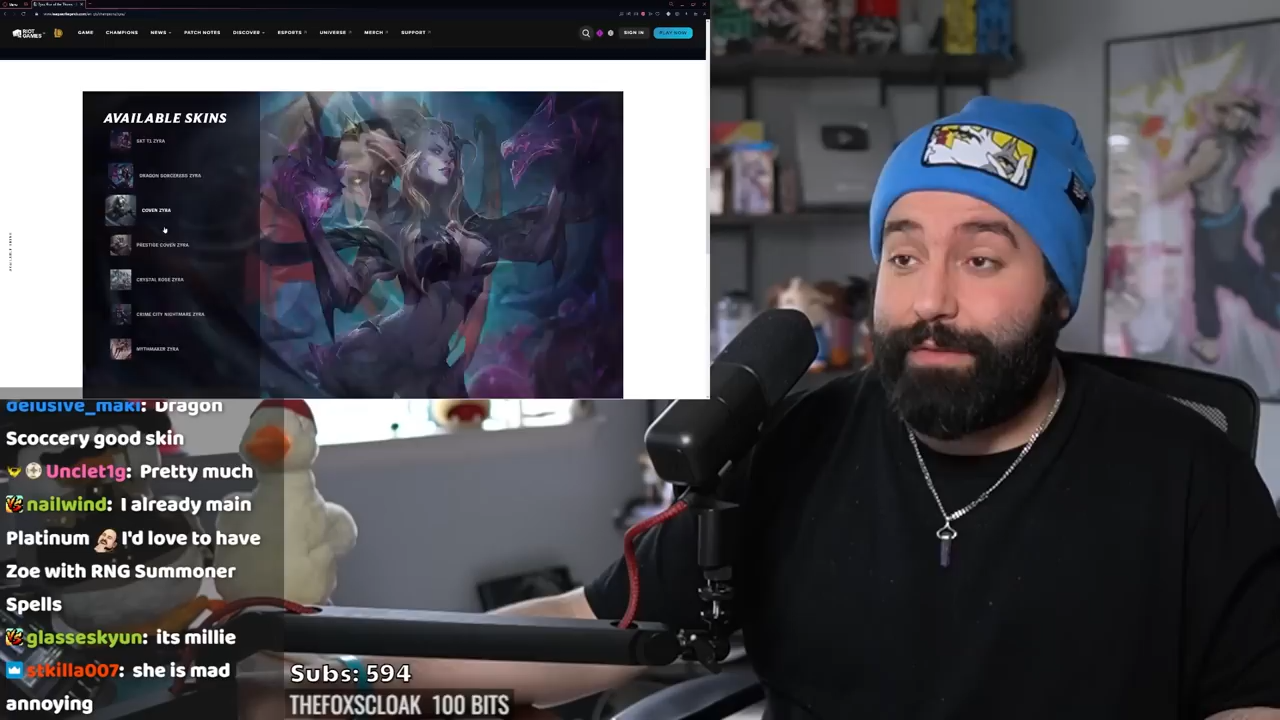 RIOT GAMES
GAME
CHAMPIONS
NEWS
PATCH NOTES
DISCOVER
ESPORTS
UNIVERSE
MERCH
SUPPORT
SIGN IN
PLAY NOW
AVAILABLE SKINS
SKT T1 ZYRA
DRAGON SORCERESS ZYRA
COVEN ZYRA
PRESTIGE COVEN ZYRA
CRYSTAL ROSE ZYRA
CRIME CITY NIGHTMARE ZYRA
MYTHMAKER ZYRA
delusive_maki: Dragon
Scoccery good skin
Unclet1g: Pretty much
nailwind: I already main
Platinum I'd love to have
Zoe with RNG Summoner
Spells
glasseskyun: its millie
stkilla007: she is mad
annoying
Subs: 594
THEFOXSCLOAK 100 BITS